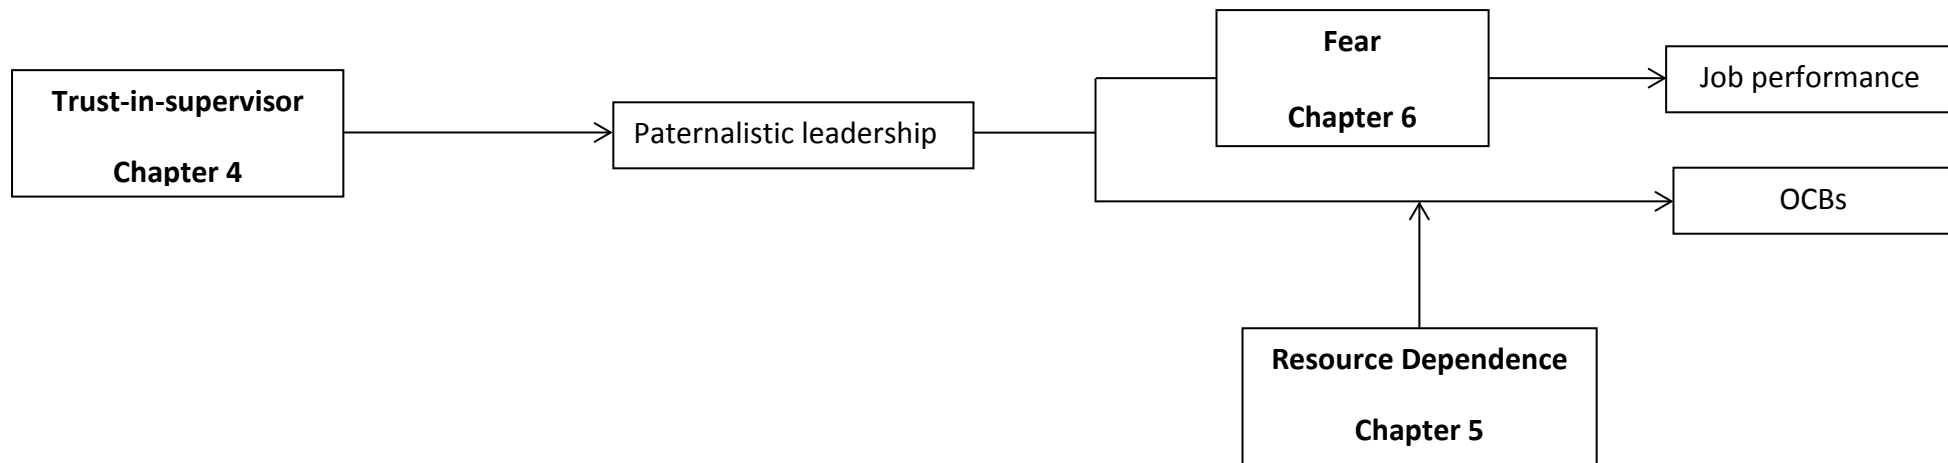 Trust-in-supervisor
Chapter 4
Paternalistic leadership
Fear
Chapter 6
Job performance
OCBs
Resource Dependence
Chapter 5